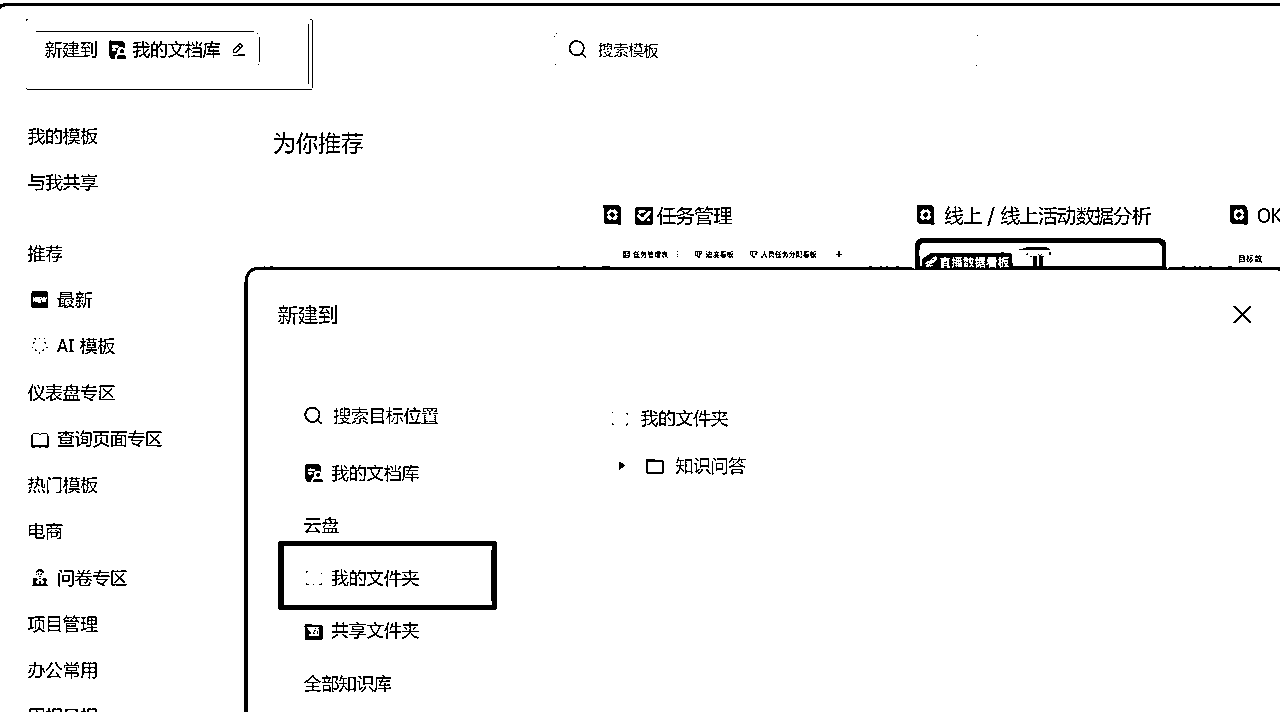 新建到 我的文档库
搜索模板
我的模板
与我共享
推荐
NEW 最新
AI 模板
仪表盘专区
查询页面专区
热门模板
电商
问卷专区
项目管理
办公常用
为你推荐
任务管理
任务管理表 进度看板 人员任务分配看板 +
线上 / 线上活动数据分析
直播数据看板
OK
新建到
搜索目标位置
我的文档库
云盘
我的文件夹
共享文件夹
全部知识库
我的文件夹
知识问答